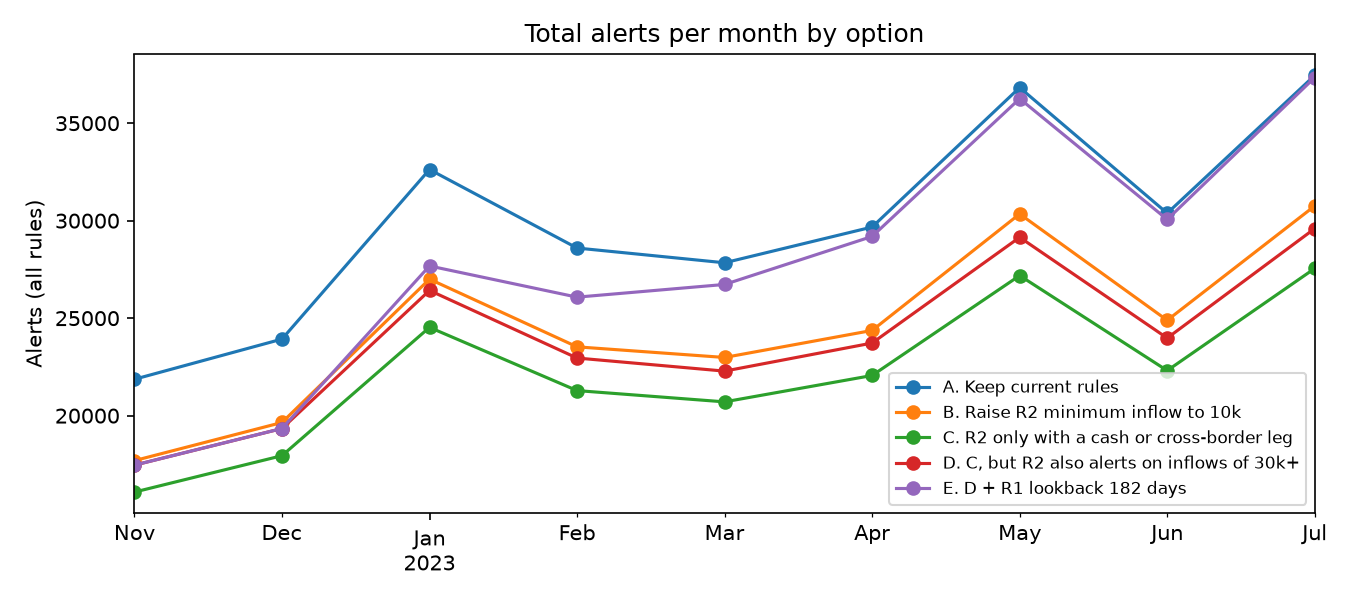 Total alerts per month by option
Alerts (all rules)
35000
30000
25000
20000
Nov
Dec
Jan
2023
Feb
Mar
Apr
May
Jun
Jul
A. Keep current rules
B. Raise R2 minimum inflow to 10k
C. R2 only with a cash or cross-border leg
D. C, but R2 also alerts on inflows of 30k+
E. D + R1 lookback 182 days